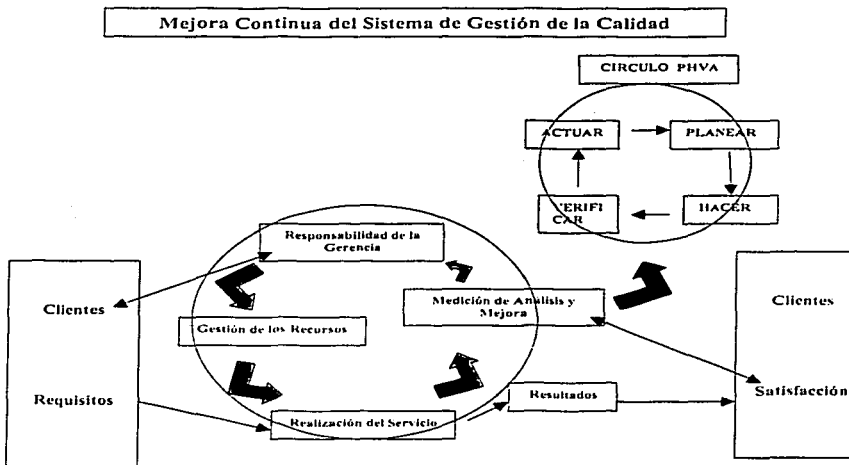 Mejora Continua del Sistema de Gestión de la Calidad
CIRCULO PHVA
ACTUAR
PLANEAR
VERIFI
CAR
HACER
Responsabilidad de la
Gerencia
Clientes
Gestión de los Recursos
Medición de Análisis y
Mejora
Clientes
Requisitos
Realización del Servicio
Resultados
Satisfacción